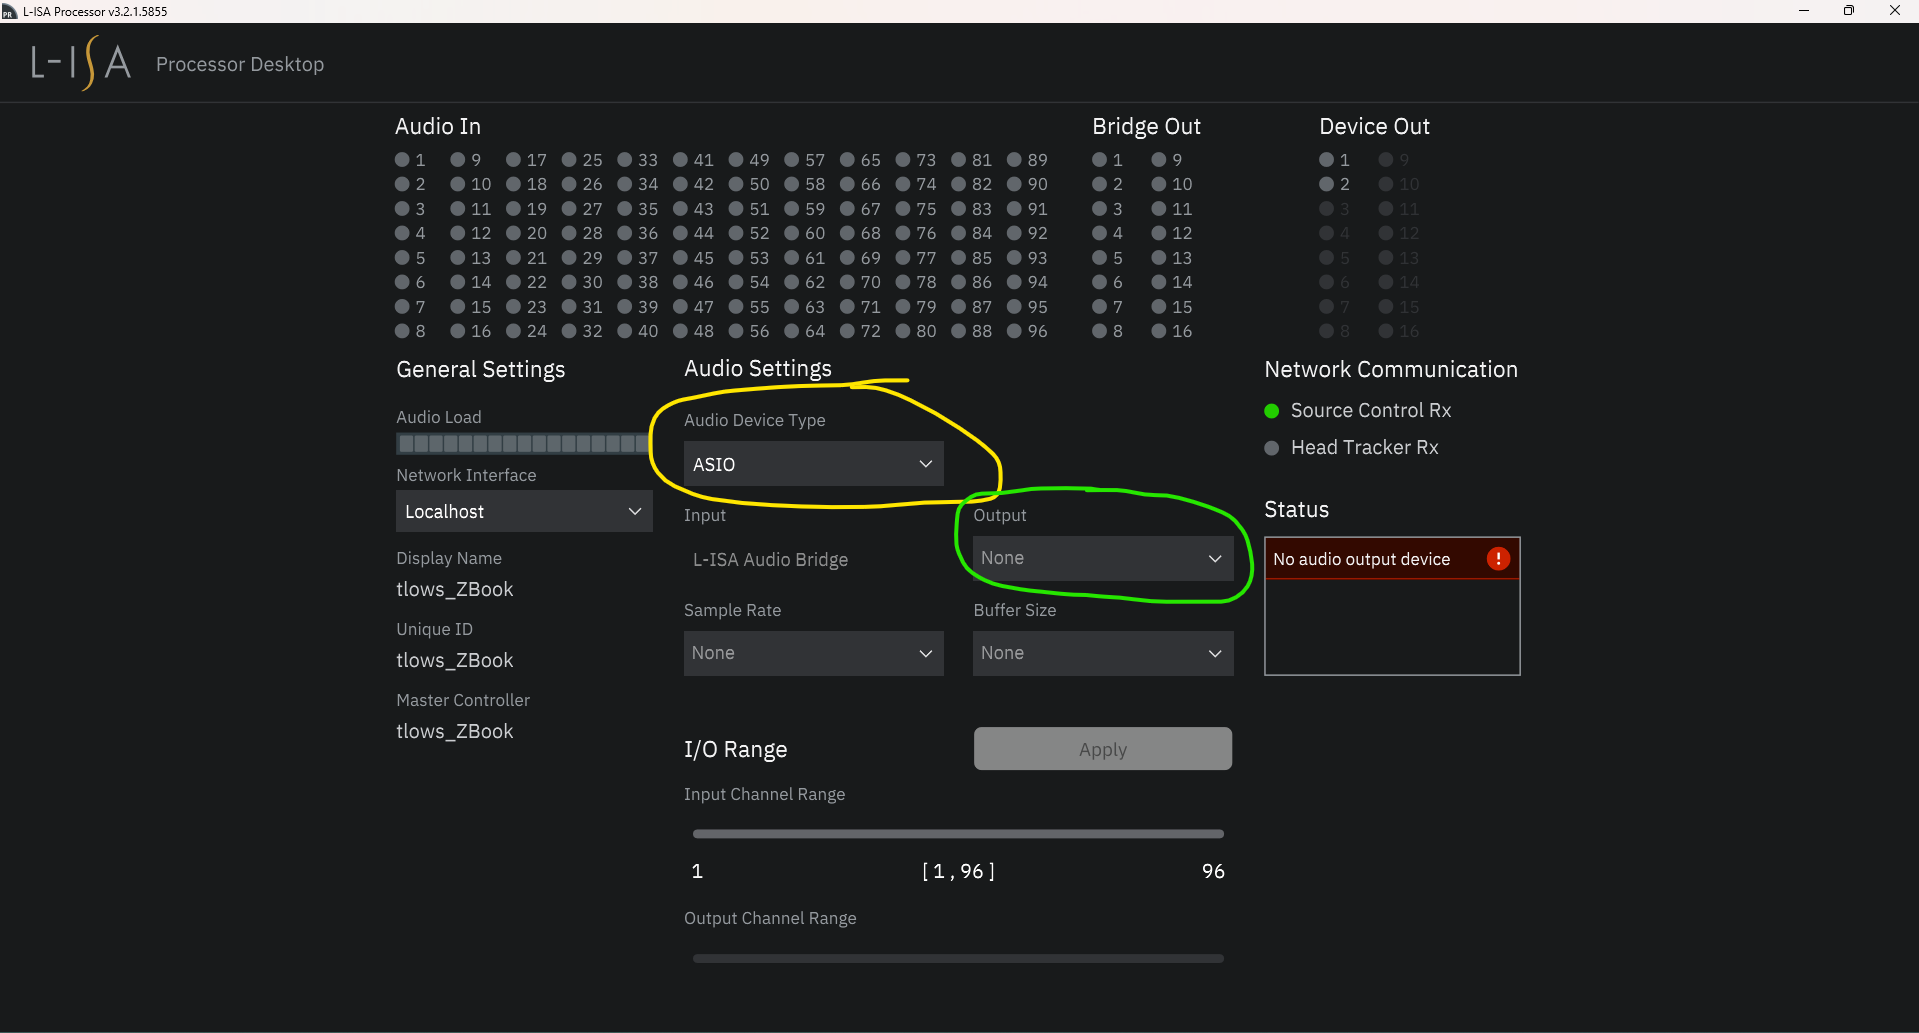 L-ISA Processor v3.2.1.5855
L-ISA Processor Desktop
Audio In
Bridge Out
Device Out
1 9 17 25 33 41 49 57 65 73 81 89 1 9 1 9
2 10 18 26 34 42 50 58 66 74 82 90 2 10 2 10
3 11 19 27 35 43 51 59 67 75 83 91 3 11 3 11
4 12 20 28 36 44 52 60 68 76 84 92 4 12 4 12
5 13 21 29 37 45 53 61 69 77 85 93 5 13 5 13
6 14 22 30 38 46 54 62 70 78 86 94 6 14 6 14
7 15 23 31 39 47 55 63 71 79 87 95 7 15 7 15
8 16 24 32 40 48 56 64 72 80 88 96 8 16 8 16
General Settings
Audio Load
Network Interface
Localhost
Display Name
tlows_ZBook
Unique ID
tlows_ZBook
Master Controller
tlows_ZBook
Audio Settings
Audio Device Type
ASIO
Input
Output
L-ISA Audio Bridge
None
Sample Rate
Buffer Size
None
None
I/O Range
Apply
Input Channel Range
1 [1,96] 96
Output Channel Range
Network Communication
Source Control Rx
Head Tracker Rx
Status
No audio output device !